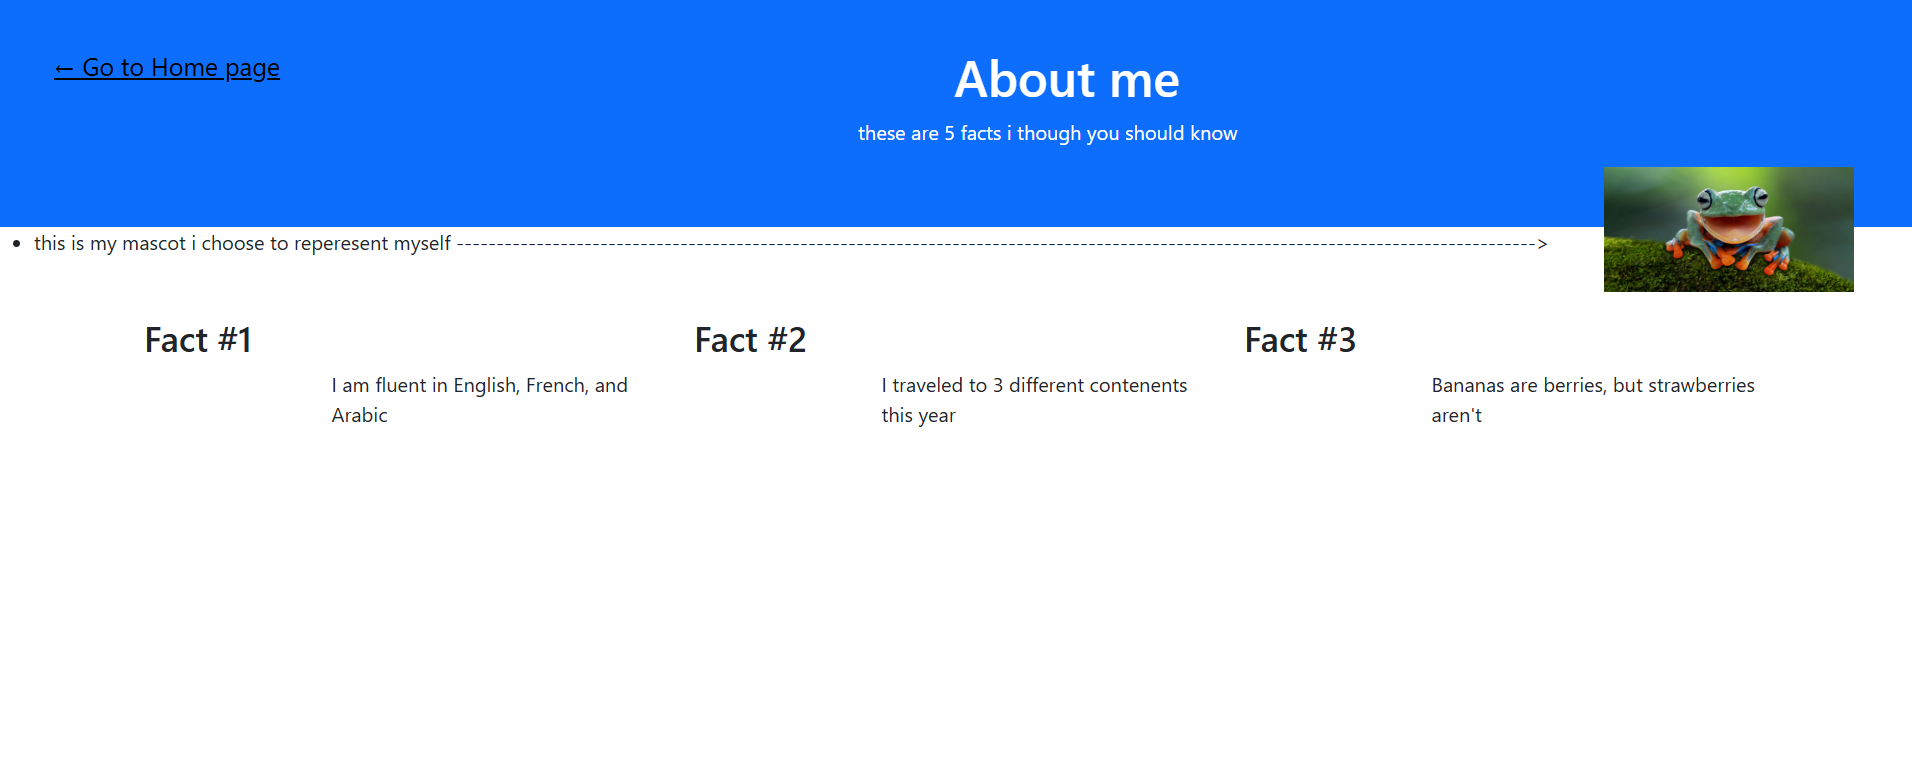 ← Go to Home page
About me
these are 5 facts i though you should know
• this is my mascot i choose to reperesent myself --------------------------------------------------------------------------------------------------------------------------------------->
Fact #1
I am fluent in English, French, and
Arabic
Fact #2
I traveled to 3 different contenents
this year
Fact #3
Bananas are berries, but strawberries
aren't